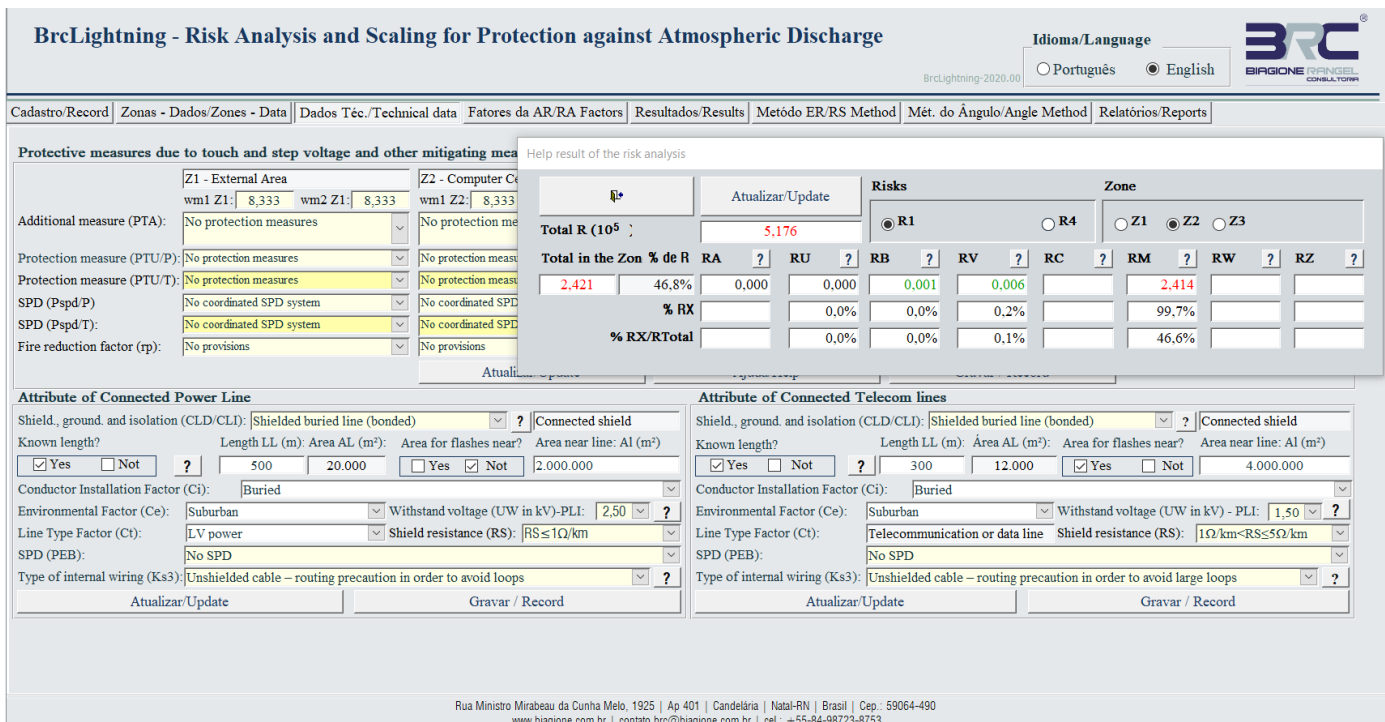 BrcLightning - Risk Analysis and Scaling for Protection against Atmospheric Discharge
BrcLightning-2020.00
Idioma/Language
Português English
®
BRC
BIAGIONE RANGEL
CONSULTORIA
Cadastro/Record Zonas - Dados/Zones - Data Dados Téc./Technical data Fatores da AR/RA Factors Resultados/Results Metódo ER/RS Method Mét. do Ângulo/Angle Method Relatórios/Reports
Protective measures due to touch and step voltage and other mitigating mea
Z1 - External Area Z2 - Computer Ce
wm1 Z1: 8,333 wm2 Z1: 8,333 wm1 Z2: 8,333
Additional measure (PTA): No protection measures No protection me
Protection measure (PTU/P): No protection measures No protection measu
Protection measure (PTU/T): No protection measures No protection measu
SPD (Pspd/P) No coordinated SPD system No coordinated SPD
SPD (Pspd/T): No coordinated SPD system No coordinated SPD
Fire reduction factor (rp): No provisions No provisions
Help result of the risk analysis
Atualizar/Update
Risks
R1 R4
Zone
Z1 Z2 Z3
Total R (10⁵ ) 5,176
Total in the Zon % de R RA ? RU ? RB ? RV ? RC ? RM ? RW ? RZ ?
2,421 46,8% 0,000 0,000 0,001 0,006 2,414
% RX 0,0% 0,0% 0,2% 99,7%
% RX/RTotal 0,0% 0,0% 0,1% 46,6%
Attribute of Connected Power Line
Shield., ground. and isolation (CLD/CLI): Shielded buried line (bonded) ? Connected shield
Known length? Length LL (m): Area AL (m²): Area for flashes near? Area near line: Al (m²)
Yes Not ? 500 20.000 Yes Not 2.000.000
Conductor Installation Factor (Ci): Buried
Environmental Factor (Ce): Suburban Withstand voltage (UW in kV)-PLI: 2,50 ?
Line Type Factor (Ct): LV power Shield resistance (RS): RS≤1Ω/km
SPD (PEB): No SPD
Type of internal wiring (Ks3): Unshielded cable – routing precaution in order to avoid loops ?
Atualizar/Update Gravar / Record
Attribute of Connected Telecom lines
Shield., ground. and isolation (CLD/CLI): Shielded buried line (bonded) ? Connected shield
Known length? Length LL (m): Área AL (m²): Area for flashes near? Area near line: Al (m²)
Yes Not ? 300 12.000 Yes Not 4.000.000
Conductor Installation Factor (Ci): Buried
Environmental Factor (Ce): Suburban Withstand voltage (UW in kV) - PLI: 1,50 ?
Line Type Factor (Ct): Telecommunication or data line Shield resistance (RS): 1Ω/km<RS≤5Ω/km
SPD (PEB): No SPD
Type of internal wiring (Ks3): Unshielded cable – routing precaution in order to avoid large loops ?
Atualizar/Update Gravar / Record
Rua Ministro Mirabeau da Cunha Melo, 1925 | Ap 401 | Candelária | Natal-RN | Brasil | Cep.: 59064-490
www.biagione.com.br | contato.brc@biagione.com.br | cel.: +55-84-98723-8753